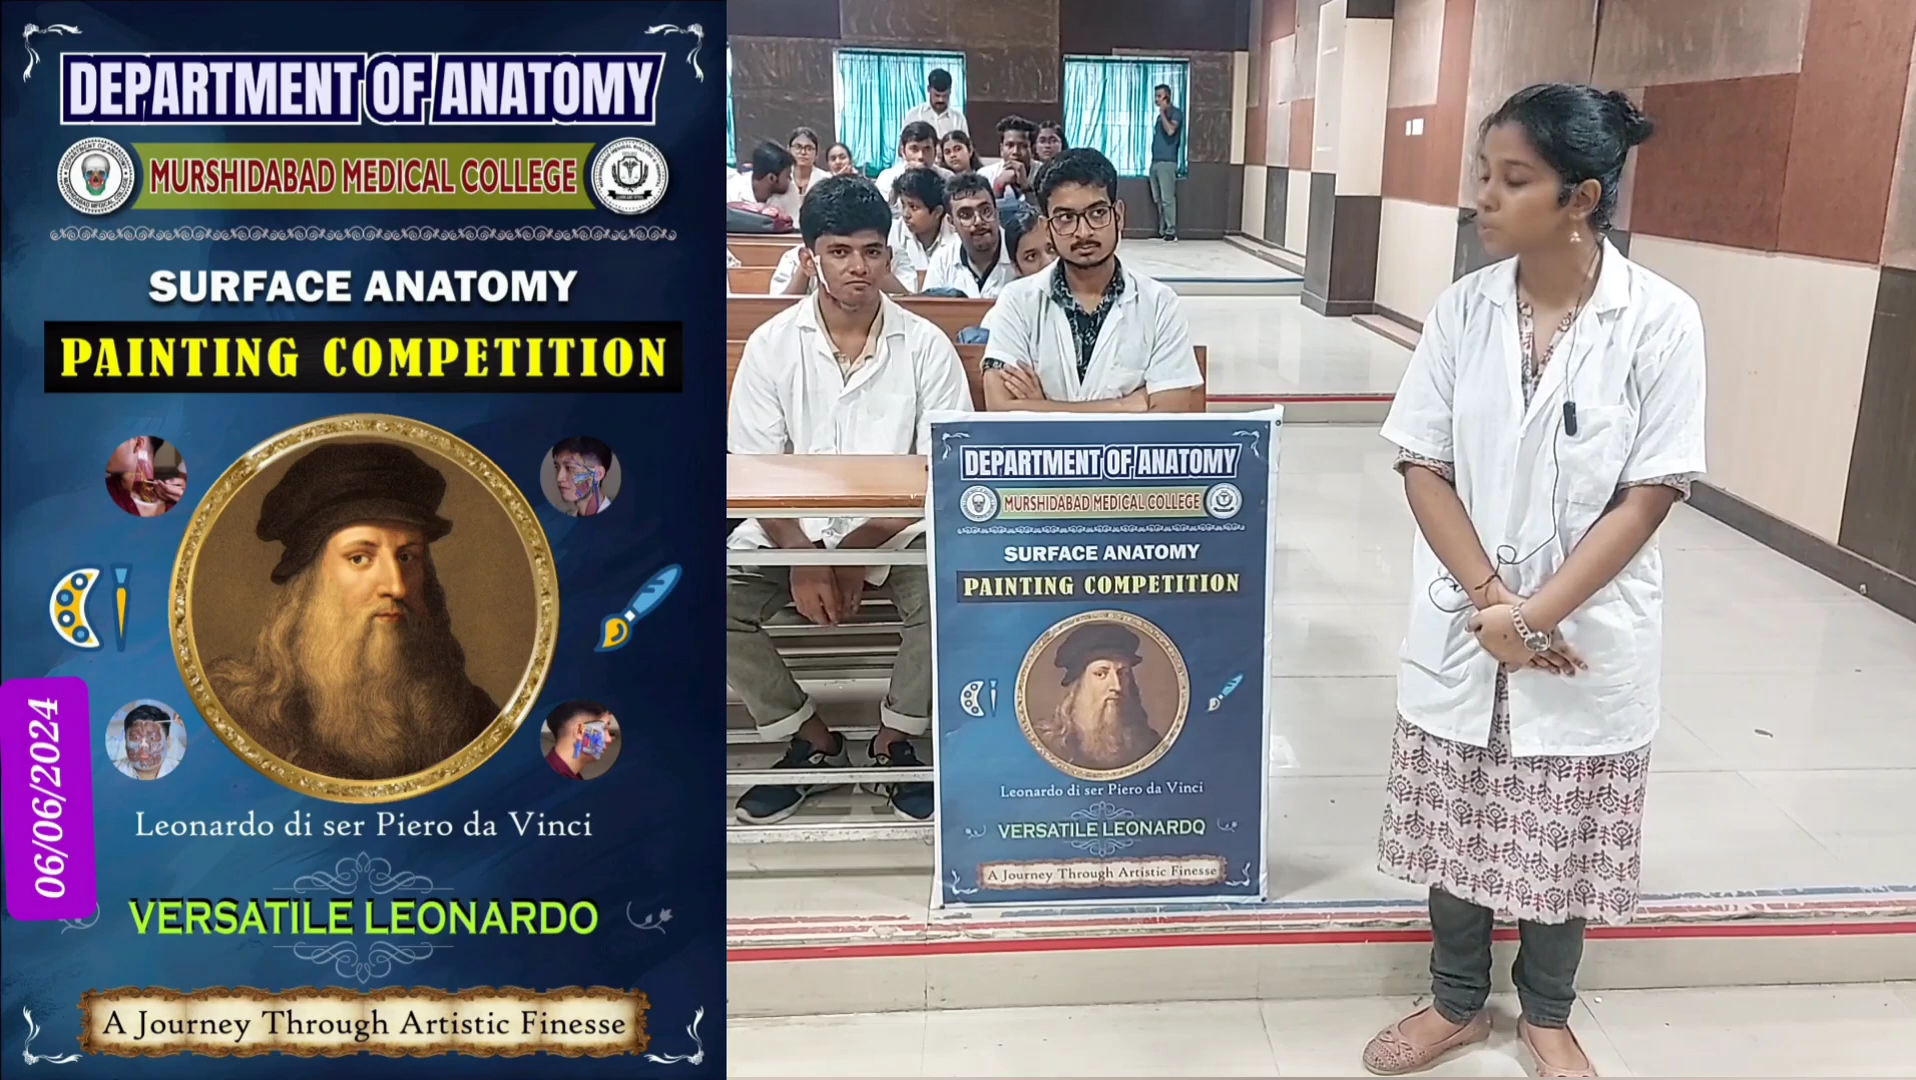 DEPARTMENT OF ANATOMY
MURSHIDABAD MEDICAL COLLEGE
SURFACE ANATOMY
PAINTING COMPETITION
06/06/2024
Leonardo di ser Piero da Vinci
VERSATILE LEONARDO
A Journey Through Artistic Finesse
DEPARTMENT OF ANATOMY
MURSHIDABAD MEDICAL COLLEGE
SURFACE ANATOMY
PAINTING COMPETITION
Leonardo di ser Piero da Vinci
VERSATILE LEONARDO
A Journey Through Artistic Finesse